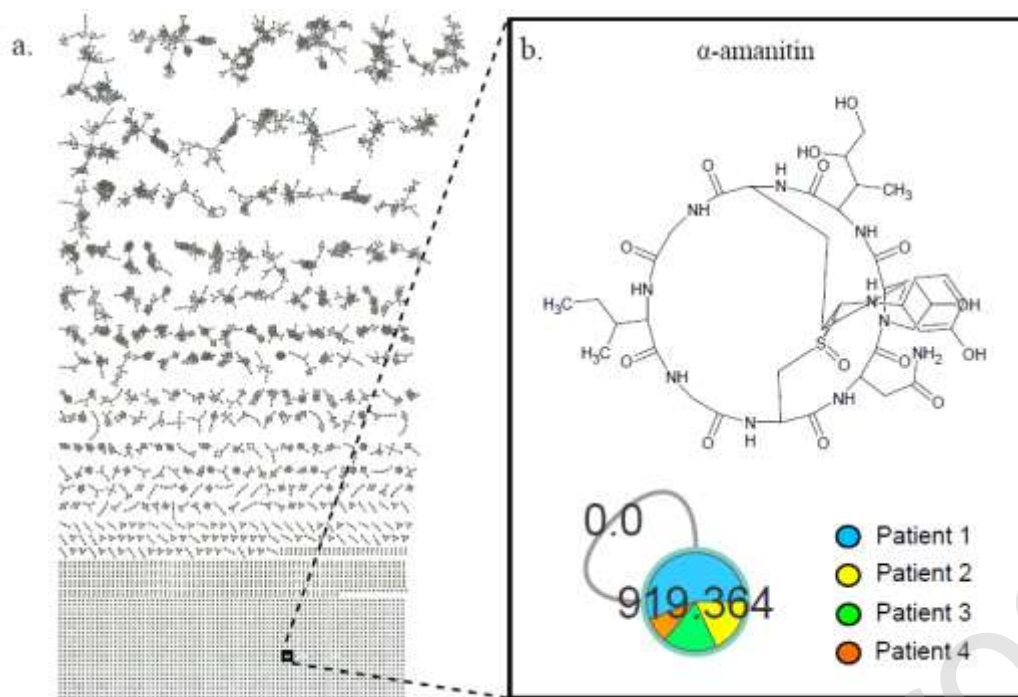 a.
b.
α-amanitin
HO
HO
CH₃
O
H
N
O
NH
NH
O
O
O
H
N
OH
HN
N
H₃C
S
O
OH
H₃C
O
O
NH₂
NH
NH
O
O
N
H
O
O
0.0
919.364
Patient 1
Patient 2
Patient 3
Patient 4